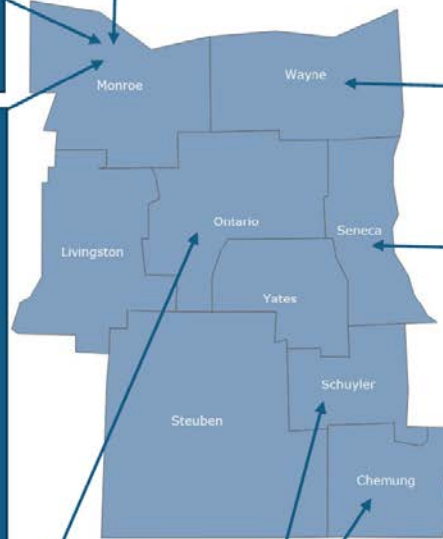 Monroe
Wayne
Ontario
Seneca
Livingston
Yates
Schuyler
Steuben
Chemung